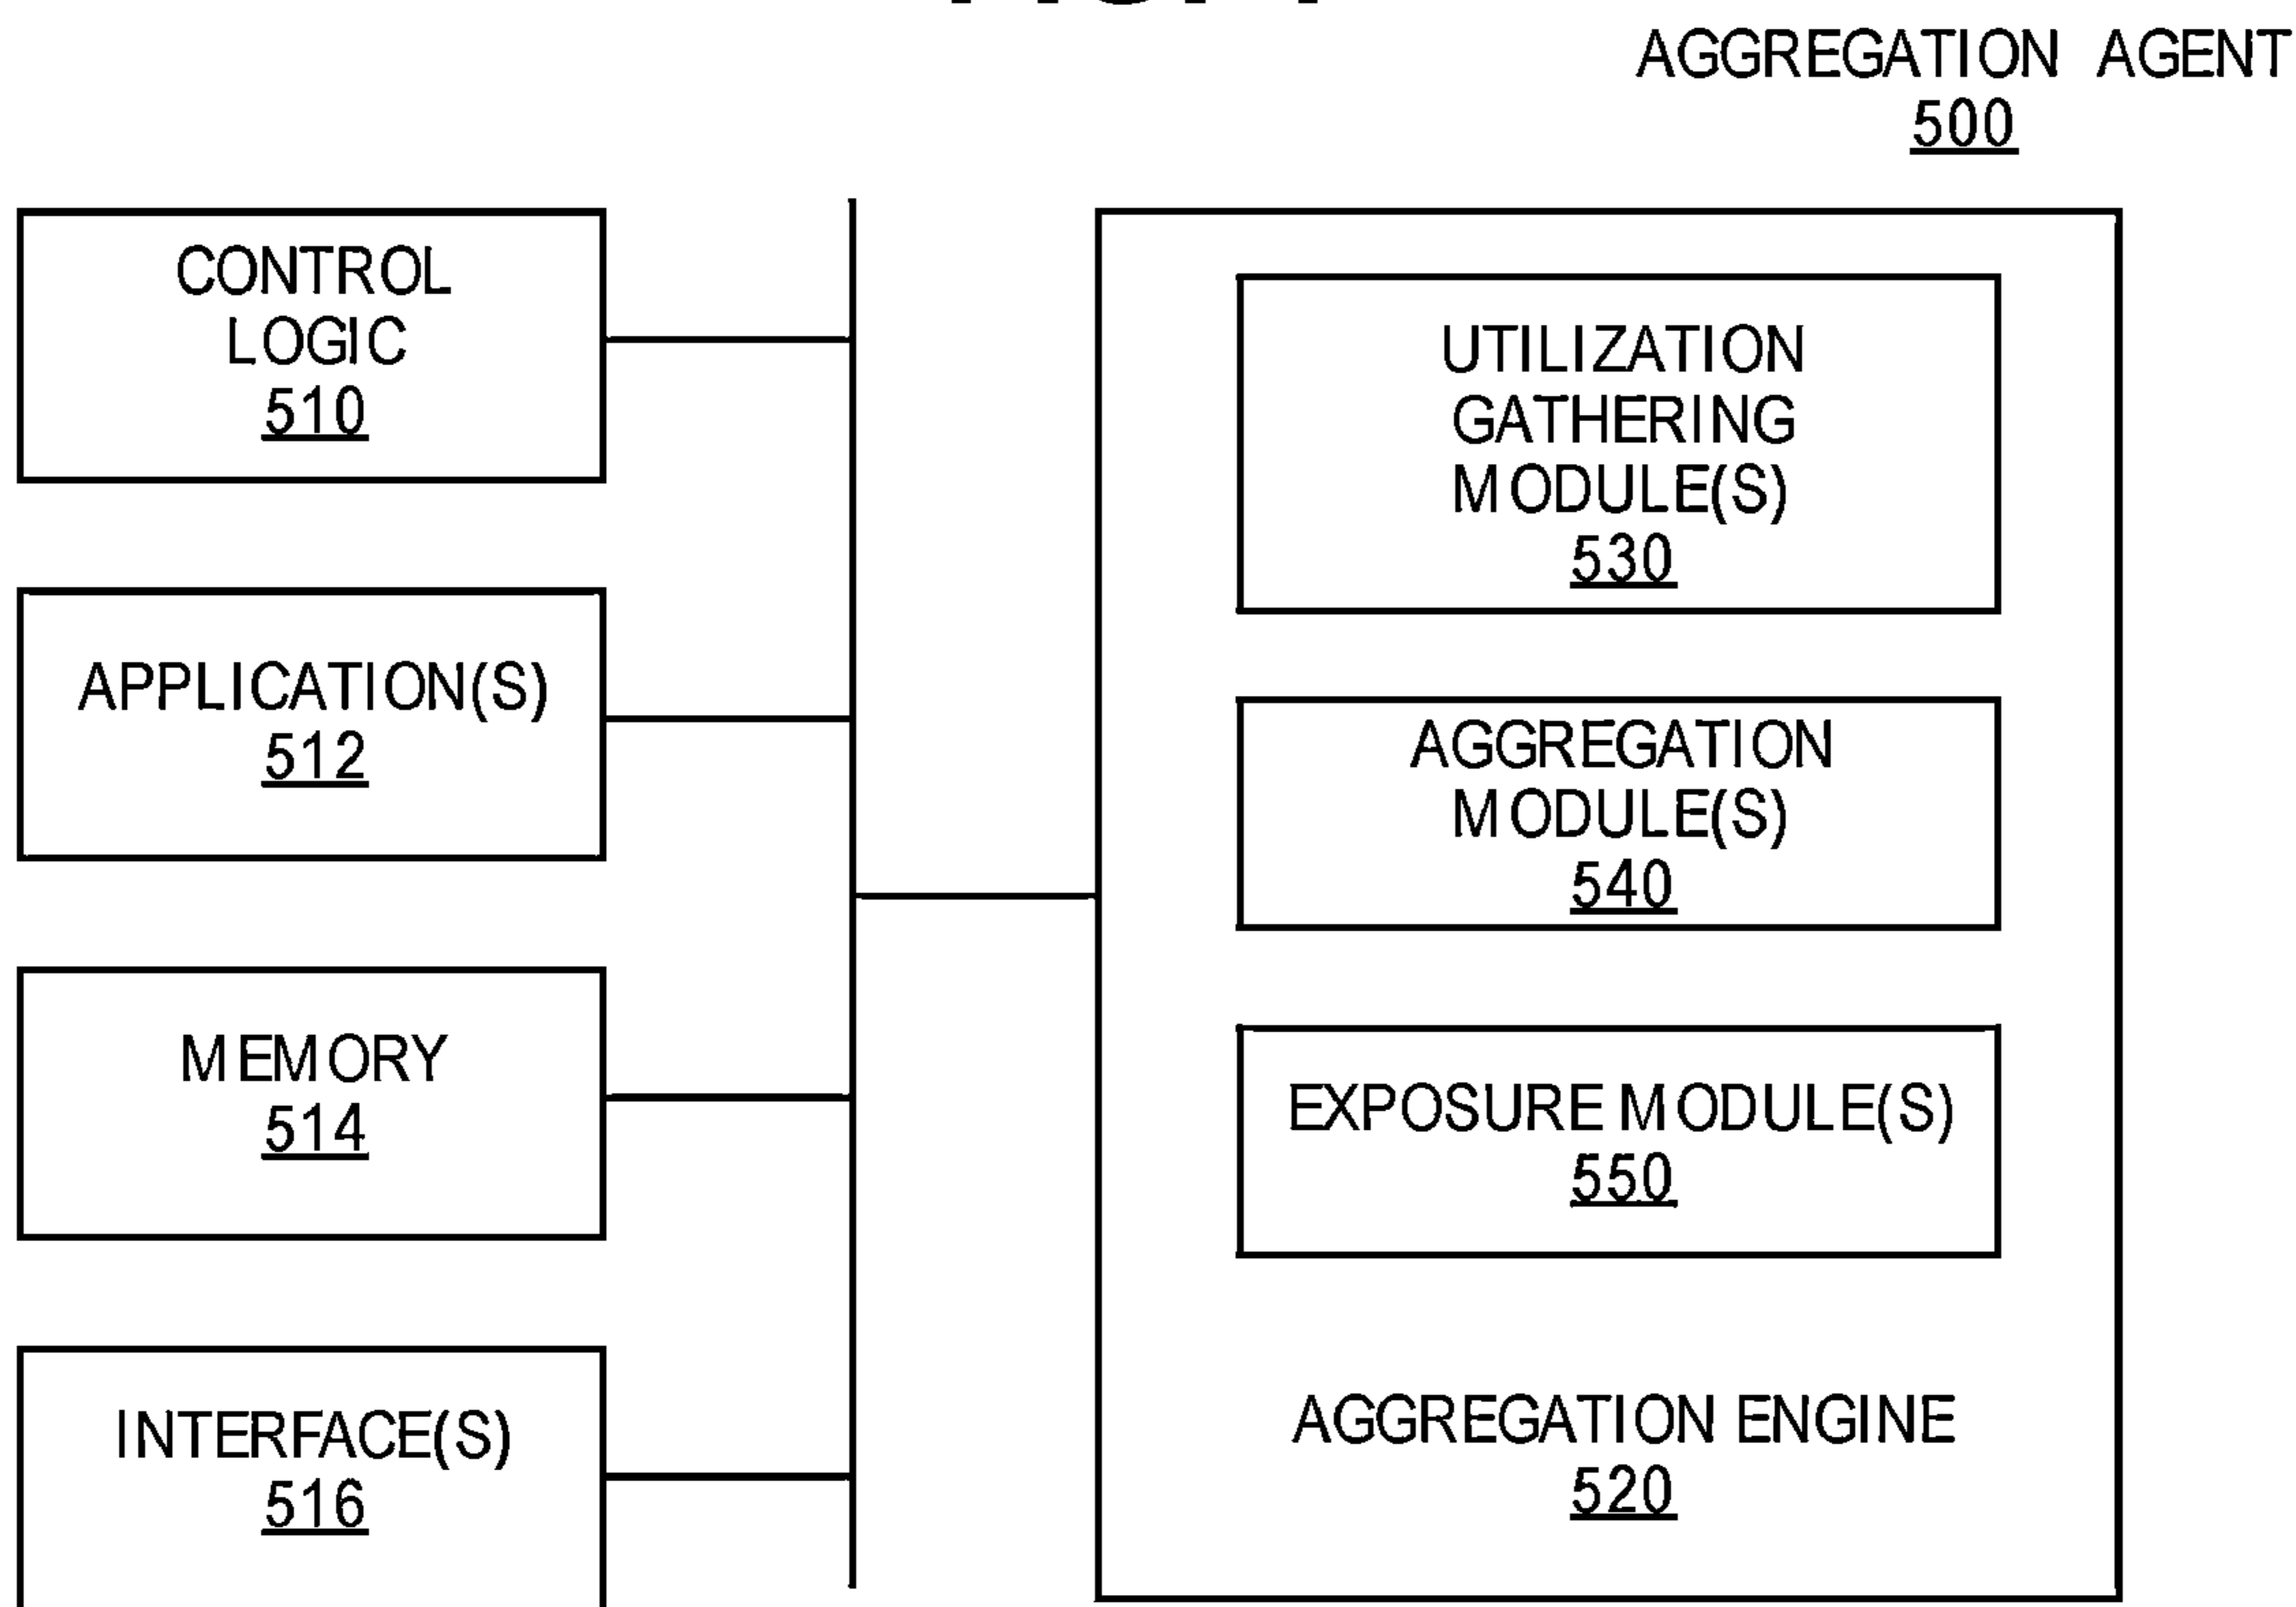 AGGREGATION AGENT
500
CONTROL
LOGIC
510
APPLICATION(S)
512
MEMORY
514
INTERFACE(S)
516
UTILIZATION
GATHERING
MODULE(S)
530
AGGREGATION
MODULE(S)
540
EXPOSURE MODULE(S)
550
AGGREGATION ENGINE
520